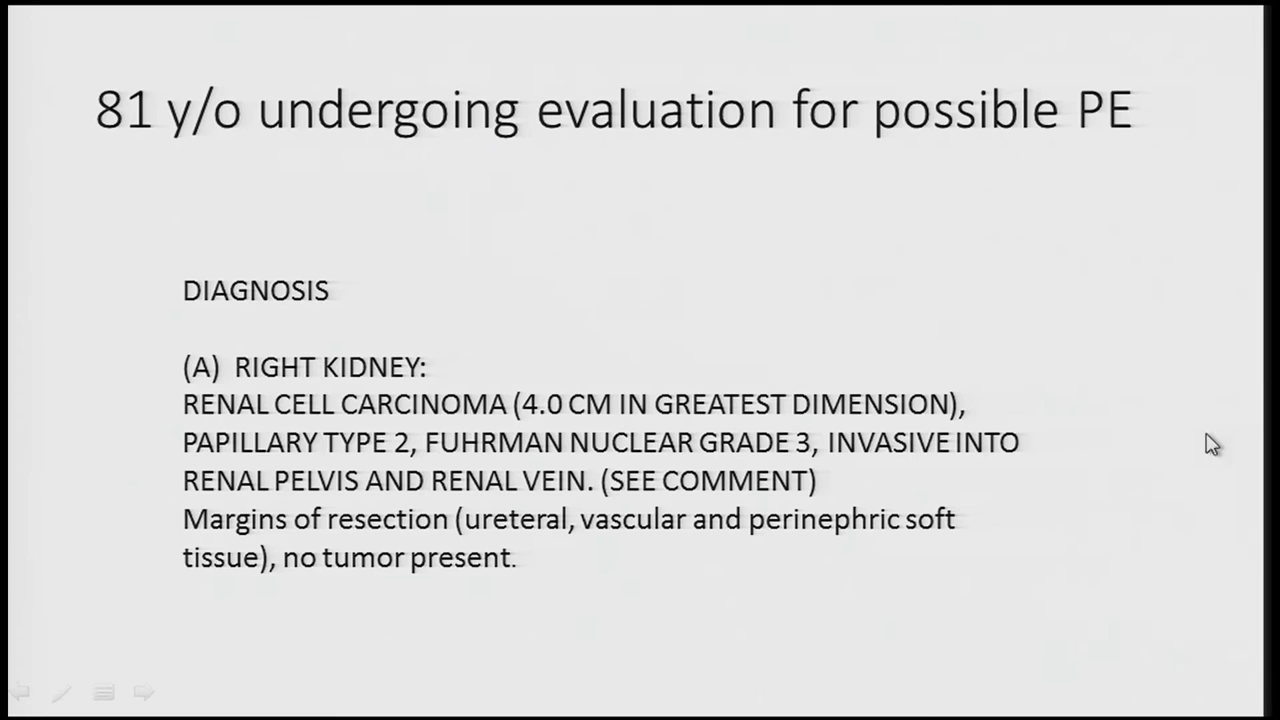 81 y/o undergoing evaluation for possible PE
DIAGNOSIS
(A) RIGHT KIDNEY:
RENAL CELL CARCINOMA (4.0 CM IN GREATEST DIMENSION),
PAPILLARY TYPE 2, FUHRMAN NUCLEAR GRADE 3, INVASIVE INTO
RENAL PELVIS AND RENAL VEIN. (SEE COMMENT)
Margins of resection (ureteral, vascular and perinephric soft
tissue), no tumor present.